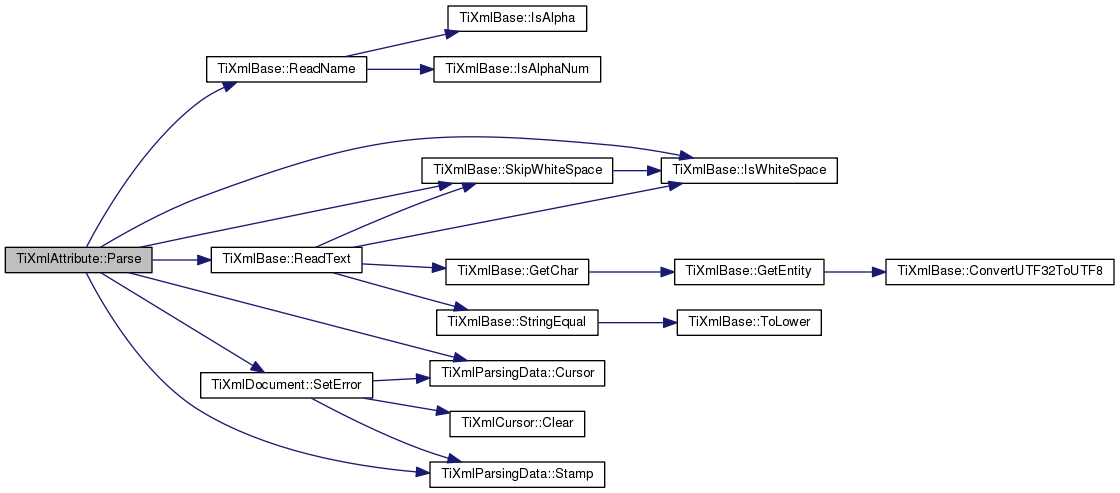 TiXmlBase::IsAlpha
TiXmlBase::ReadName
TiXmlBase::IsAlphaNum
TiXmlBase::SkipWhiteSpace
TiXmlBase::IsWhiteSpace
TiXmlAttribute::Parse
TiXmlBase::ReadText
TiXmlBase::GetChar
TiXmlBase::GetEntity
TiXmlBase::ConvertUTF32ToUTF8
TiXmlBase::StringEqual
TiXmlBase::ToLower
TiXmlParsingData::Cursor
TiXmlDocument::SetError
TiXmlCursor::Clear
TiXmlParsingData::Stamp